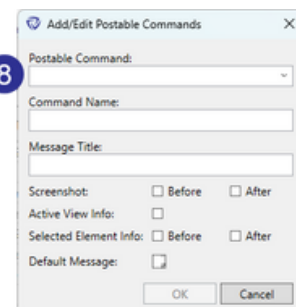 Add/Edit Postable Commands
8
Postable Command:
Command Name:
Message Title:
Screenshot: Before After
Active View Info:
Selected Element Info: Before After
Default Message:
OK Cancel